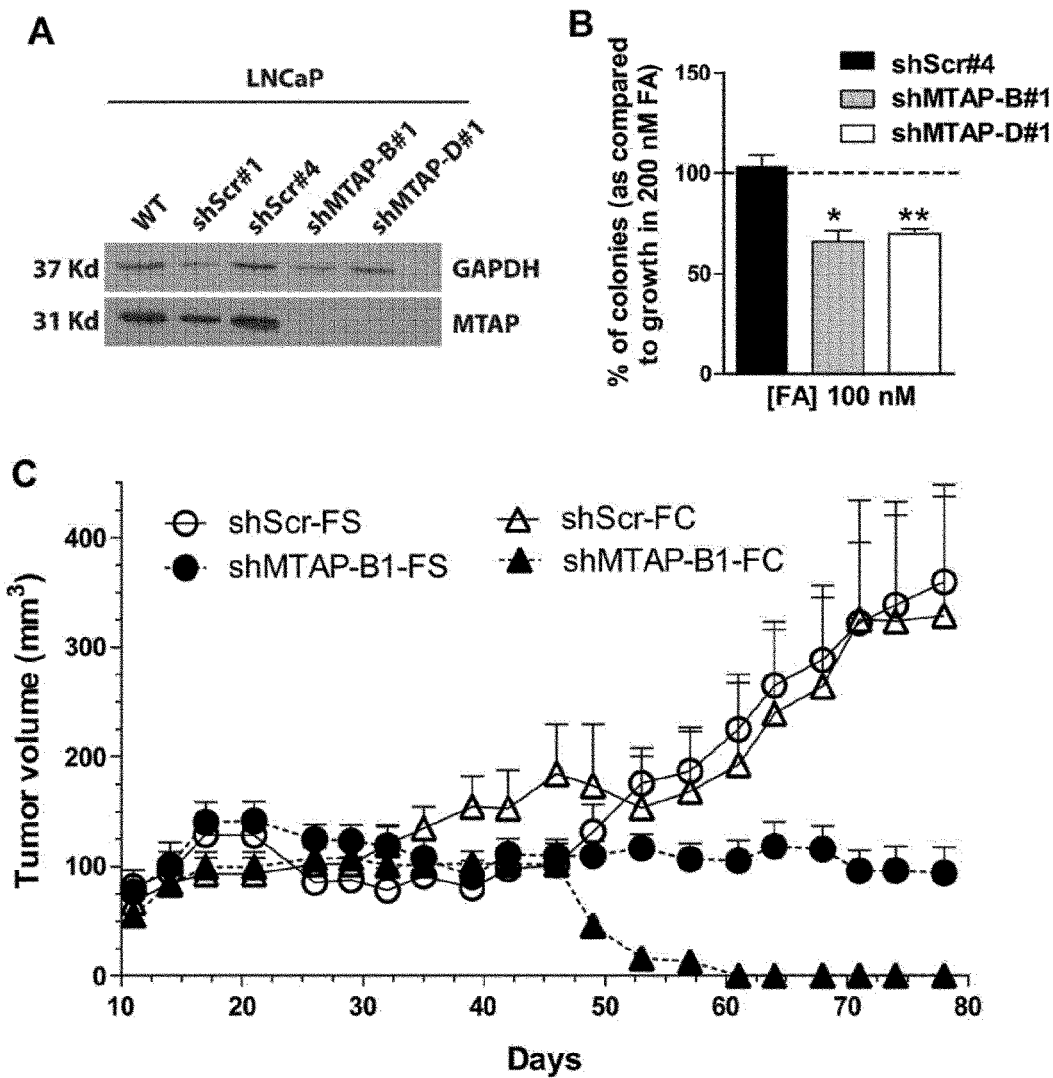 A
LNCaP
WT
shScr#1
shScr#4
shMTAP-B#1
shMTAP-D#1
37 Kd
GAPDH
31 Kd
MTAP
B
% of colonies (as compared
to growth in 200 nM FA)
150
100
50
0
* **
[FA] 100 nM
shScr#4
shMTAP-B#1
shMTAP-D#1
C
Tumor volume (mm³)
400
300
200
100
0
shScr-FS
shMTAP-B1-FS
shScr-FC
shMTAP-B1-FC
10 20 30 40 50 60 70 80
Days